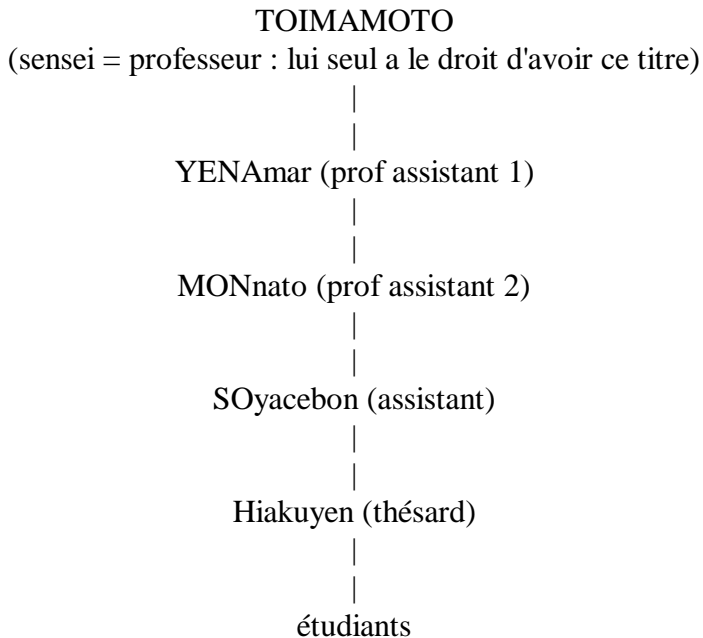 TOIMAMOTO
(sensei = professeur : lui seul a le droit d'avoir ce titre)
YENAmar (prof assistant 1)
MONnato (prof assistant 2)
SOyacebon (assistant)
Hiakuyen (thésard)
étudiants